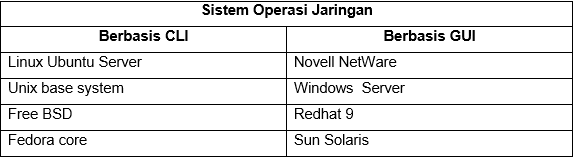 Sistem Operasi Jaringan
Berbasis CLI Berbasis GUI
Linux Ubuntu Server Novell NetWare
Unix base system Windows  Server
Free BSD Redhat 9
Fedora core Sun Solaris